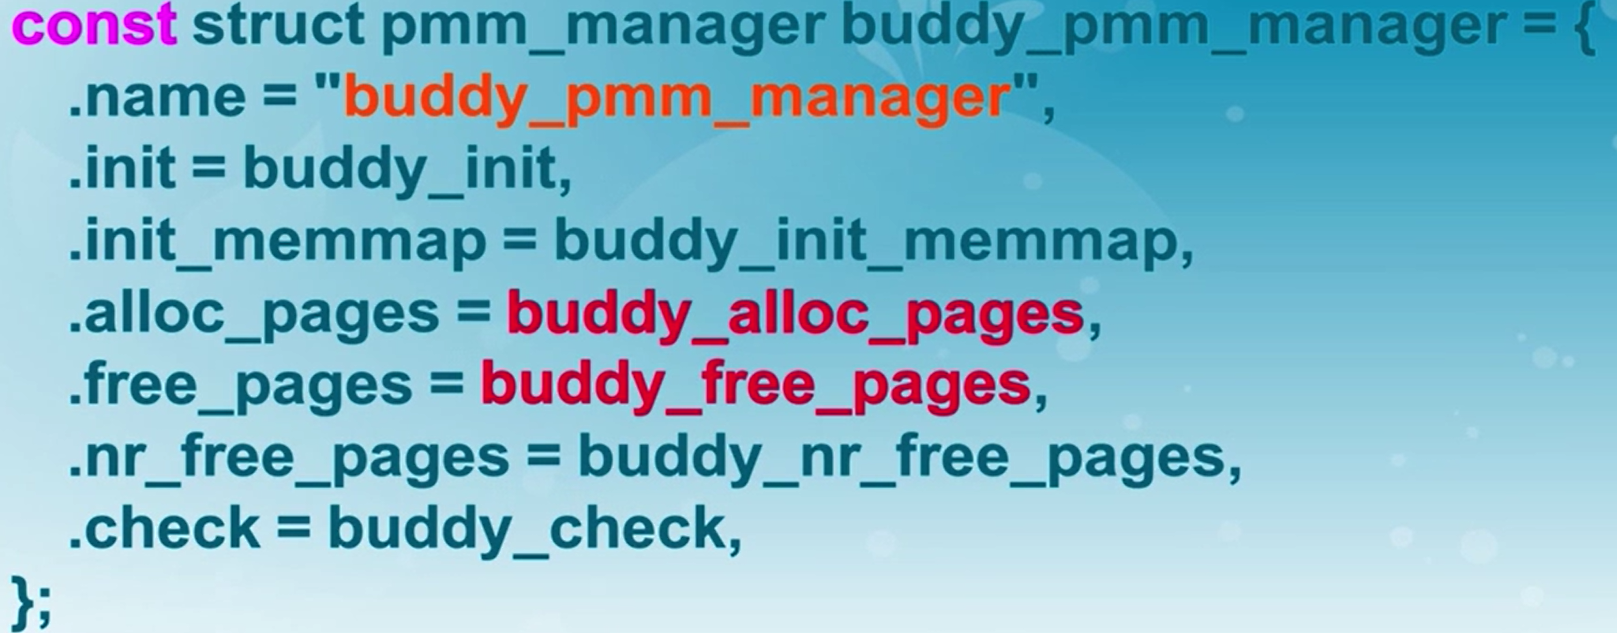 const struct pmm_manager buddy_pmm_manager = {
.name = "buddy_pmm_manager",
.init = buddy_init,
.init_memmap = buddy_init_memmap,
.alloc_pages = buddy_alloc_pages,
.free_pages = buddy_free_pages,
.nr_free_pages = buddy_nr_free_pages,
.check = buddy_check,
};